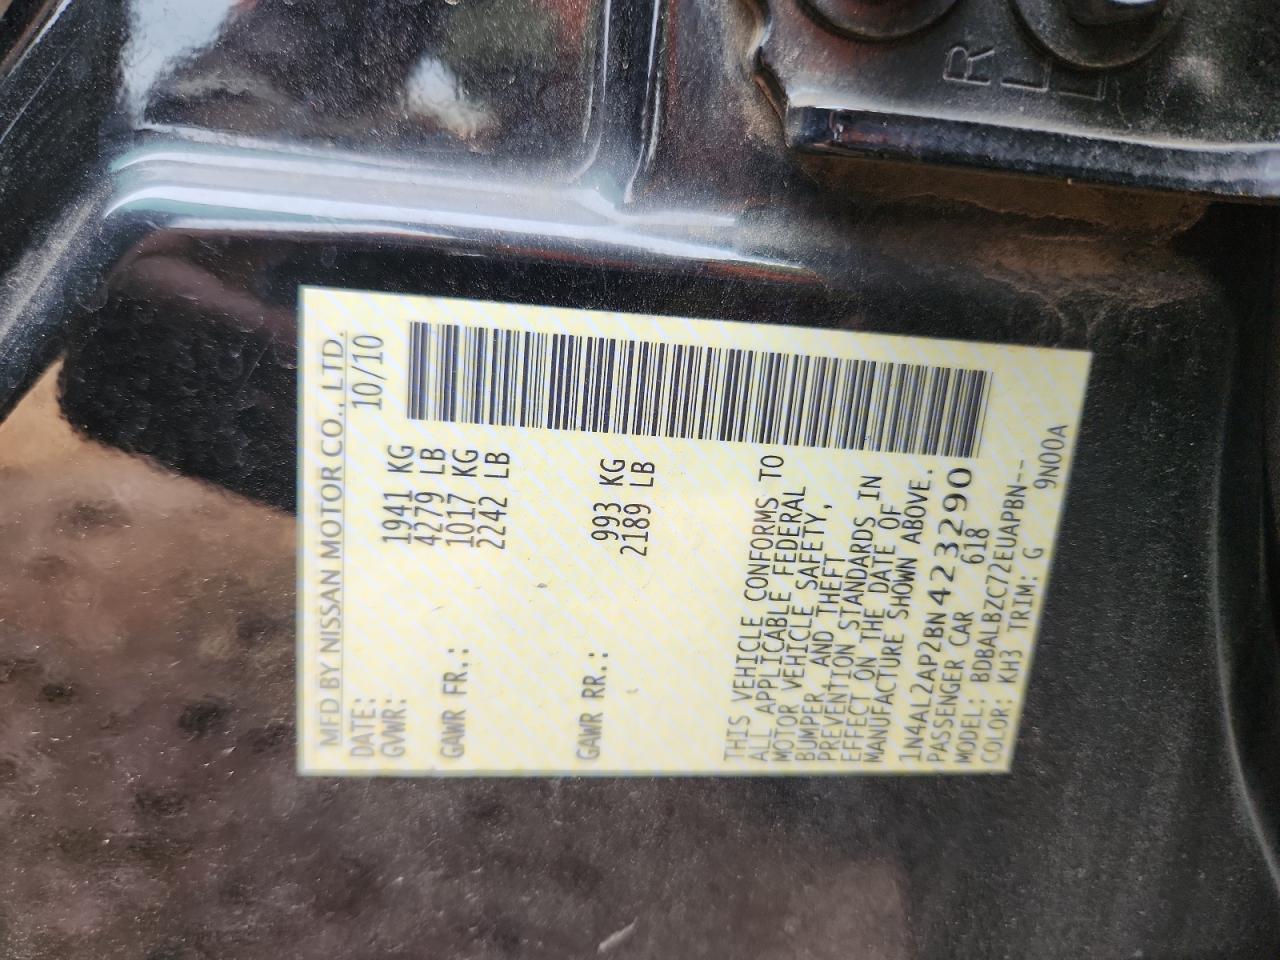 MFD BY NISSAN MOTOR CO., LTD.
DATE: 10/10
GVWR: 1941 KG
4279 LB
GAWR FR.: 1017 KG
2242 LB
GAWR RR.: 993 KG
2189 LB
THIS VEHICLE CONFORMS TO
ALL APPLICABLE FEDERAL
MOTOR VEHICLE SAFETY,
BUMPER AND THEFT
PREVENTION STANDARDS IN
EFFECT ON THE DATE OF
MANUFACTURE SHOWN ABOVE.
1N4AL2AP2BN423290
PASSENGER CAR 618
MODEL: BDBALBZC72EUAPBN--
COLOR: KH3 TRIM: G 9N00A
R
L
L